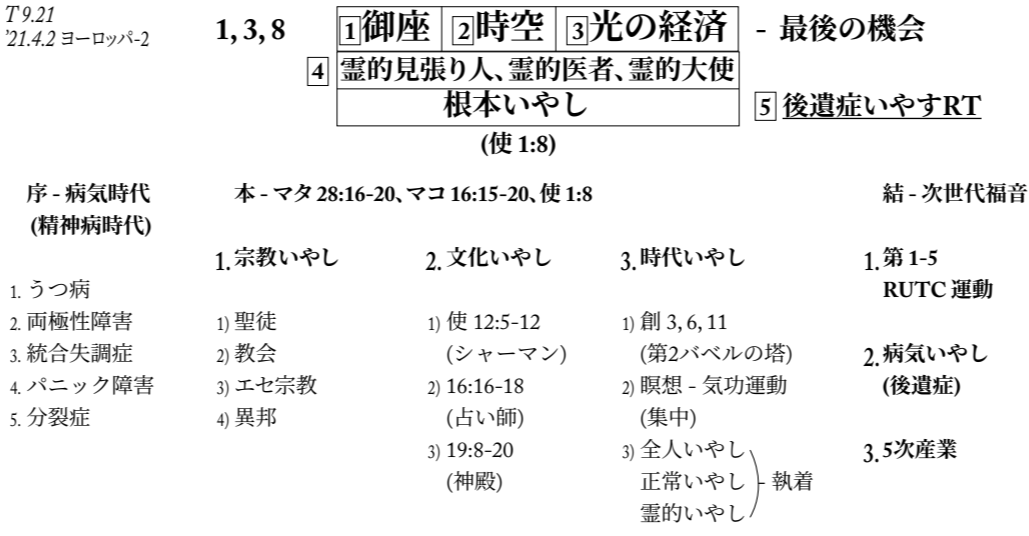 T 9.21
'21.4.2 ヨーロッパ-2
1, 3, 8
1 御座 2 時空 3 光の経済 - 最後の機会
4 霊的見張り人、霊的医者、霊的大使
根本いやし
5 後遺症いやすRT
(使 1:8)
序 - 病気時代
(精神病時代)
1. うつ病
2. 両極性障害
3. 統合失調症
4. パニック障害
5. 分裂症
本 - マタ 28:16-20、マコ 16:15-20、使 1:8
1. 宗教いやし
1) 聖徒
2) 教会
3) エセ宗教
4) 異邦
2. 文化いやし
1) 使 12:5-12
(シャーマン)
2) 16:16-18
(占い師)
3) 19:8-20
(神殿)
3. 時代いやし
1) 創 3, 6, 11
(第2バベルの塔)
2) 瞑想 - 気功運動
(集中)
3) 全人いやし
正常いやし - 執着
霊的いやし
結 - 次世代福音
1. 第 1-5
RUTC 運動
2. 病気いやし
(後遺症)
3. 5次産業